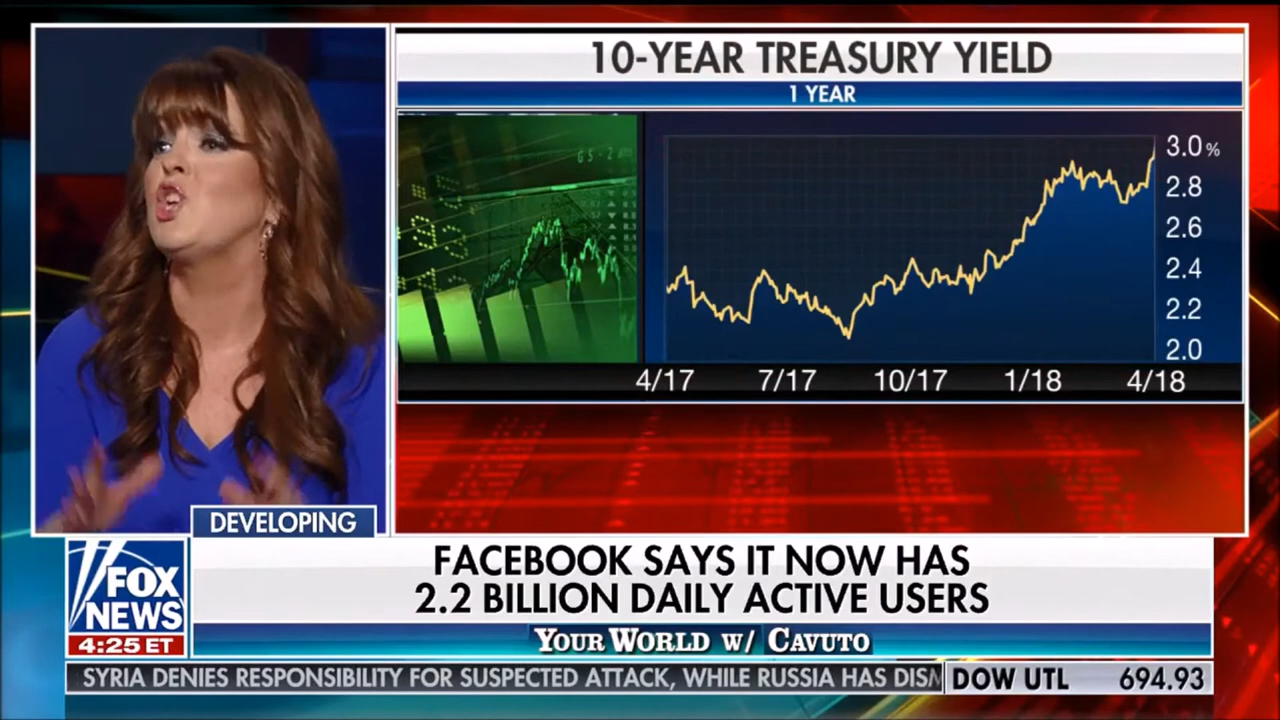 10-YEAR TREASURY YIELD
1 YEAR
3.0%
2.8
2.6
2.4
2.2
2.0
4/17 7/17 10/17 1/18 4/18
DEVELOPING
FACEBOOK SAYS IT NOW HAS
2.2 BILLION DAILY ACTIVE USERS
FOX
NEWS
4:25 ET
YOUR WORLD W/ CAVUTO
SYRIA DENIES RESPONSIBILITY FOR SUSPECTED ATTACK, WHILE RUSSIA HAS
DOW UTL 694.93